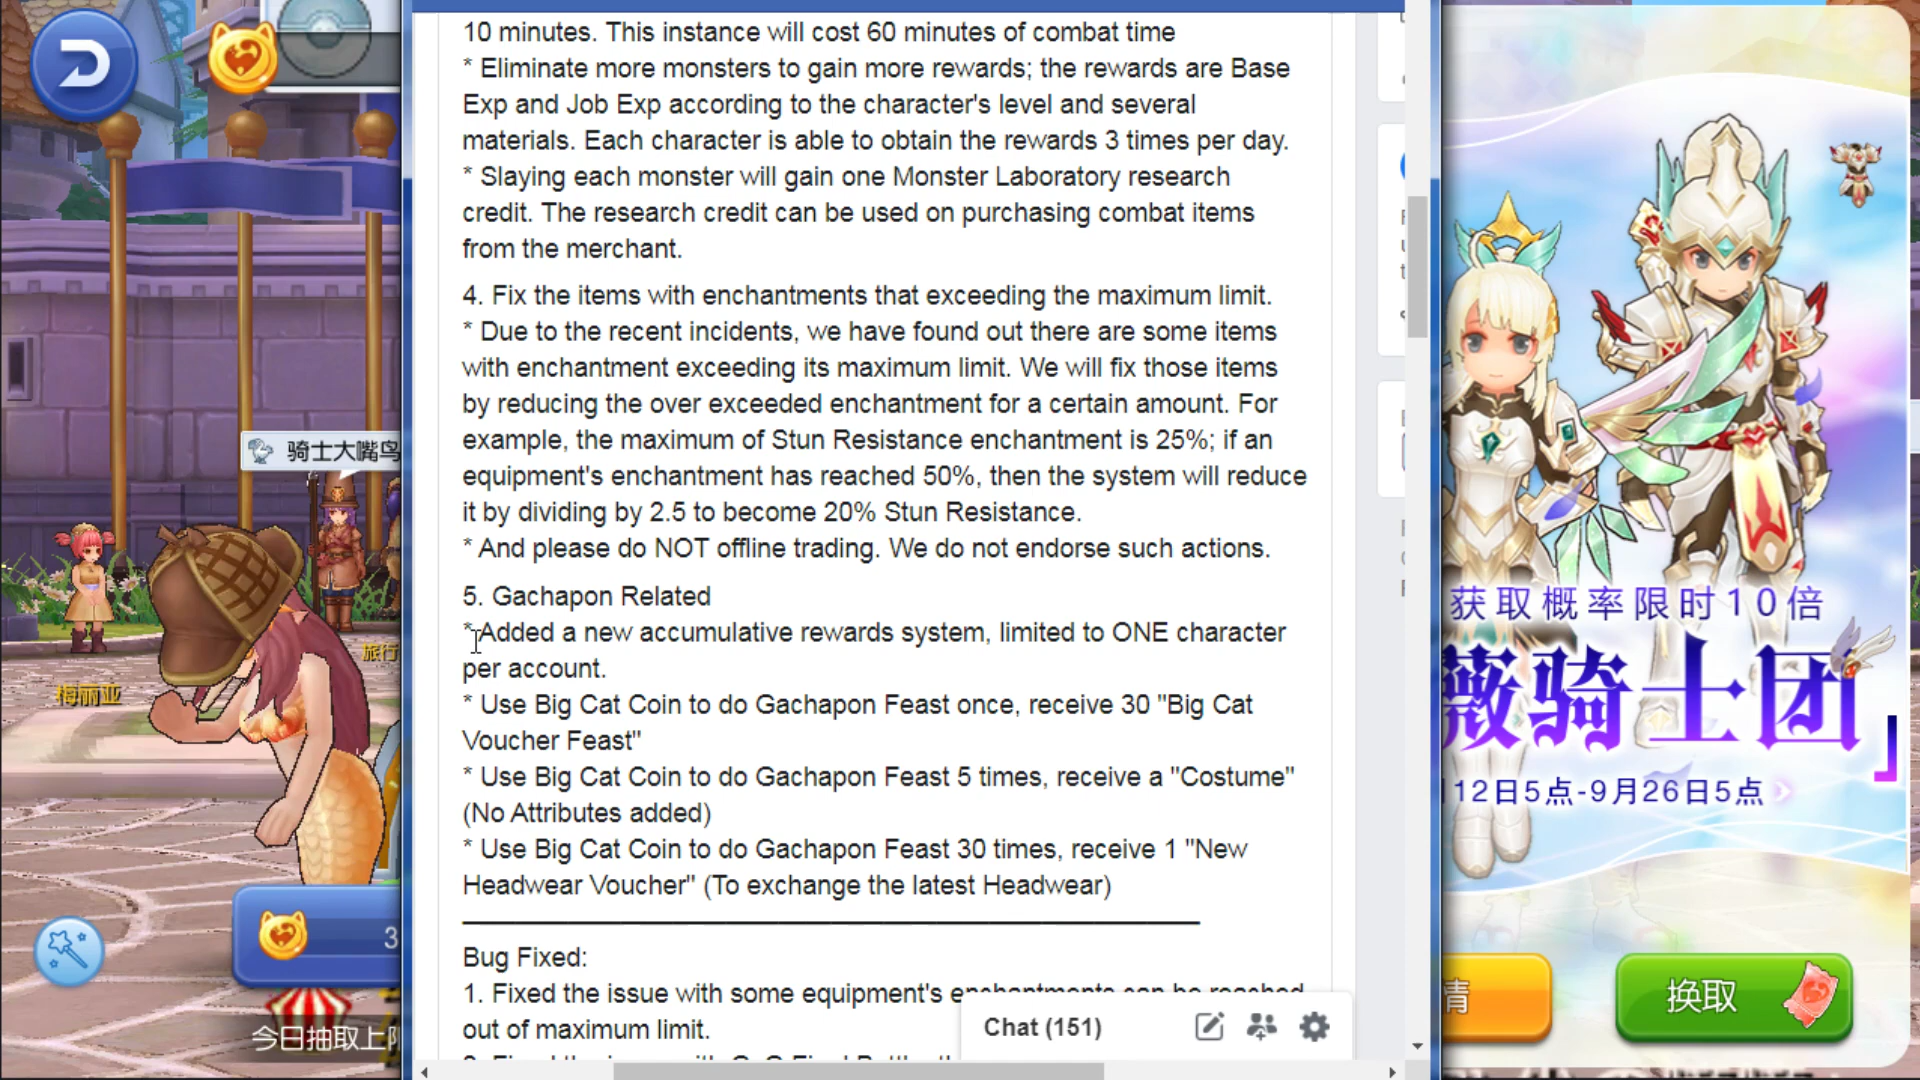 10 minutes. This instance will cost 60 minutes of combat time
* Eliminate more monsters to gain more rewards; the rewards are Base
Exp and Job Exp according to the character's level and several
materials. Each character is able to obtain the rewards 3 times per day.
* Slaying each monster will gain one Monster Laboratory research
credit. The research credit can be used on purchasing combat items
from the merchant.
4. Fix the items with enchantments that exceeding the maximum limit.
* Due to the recent incidents, we have found out there are some items
with enchantment exceeding its maximum limit. We will fix those items
by reducing the over exceeded enchantment for a certain amount. For
example, the maximum of Stun Resistance enchantment is 25%; if an
equipment's enchantment has reached 50%, then the system will reduce
it by dividing by 2.5 to become 20% Stun Resistance.
* And please do NOT offline trading. We do not endorse such actions.
5. Gachapon Related
* Added a new accumulative rewards system, limited to ONE character
per account.
* Use Big Cat Coin to do Gachapon Feast once, receive 30 "Big Cat
Voucher Feast"
* Use Big Cat Coin to do Gachapon Feast 5 times, receive a "Costume"
(No Attributes added)
* Use Big Cat Coin to do Gachapon Feast 30 times, receive 1 "New
Headwear Voucher" (To exchange the latest Headwear)
Bug Fixed:
1. Fixed the issue with some equipment's enchantments can be reached
out of maximum limit.
Chat (151)
骑士大嘴鸟
旅行
梅丽亚
3
今日抽取上限
获取概率限时10倍
薇骑士团
12日5点-9月26日5点
情
换取